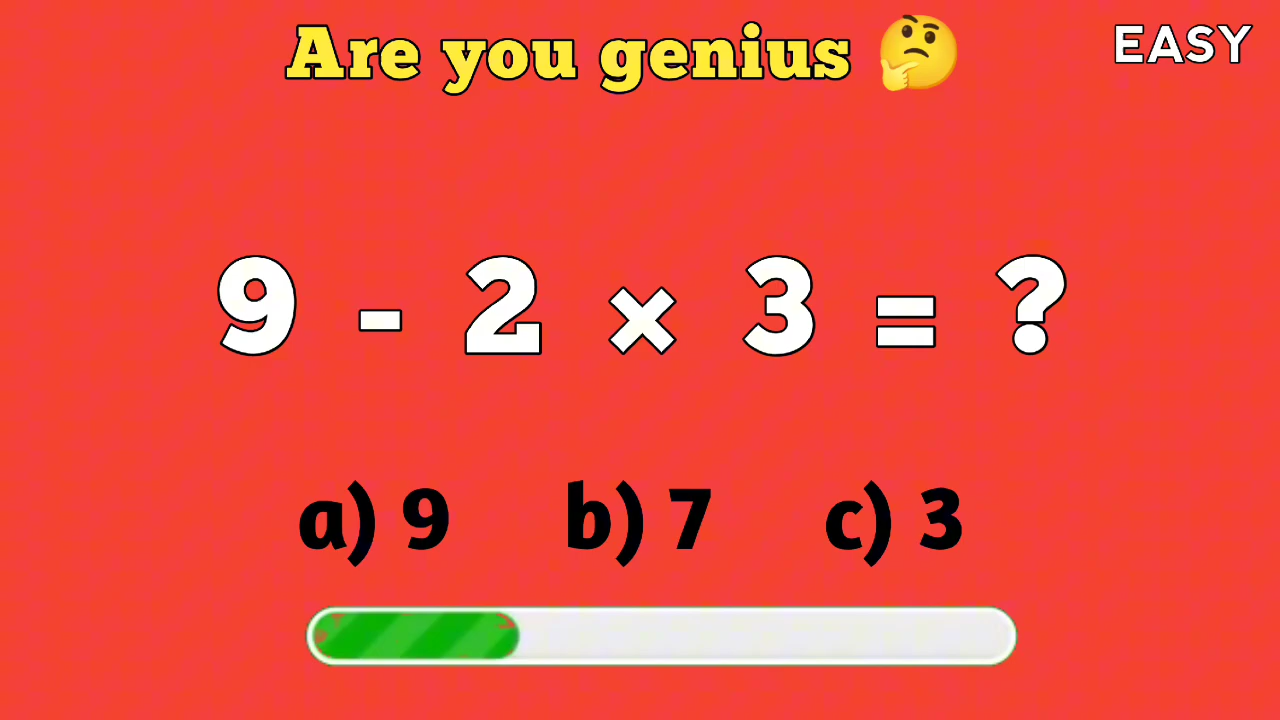 Are you genius 🤔
EASY
9 - 2 × 3 = ?
a) 9 b) 7 c) 3